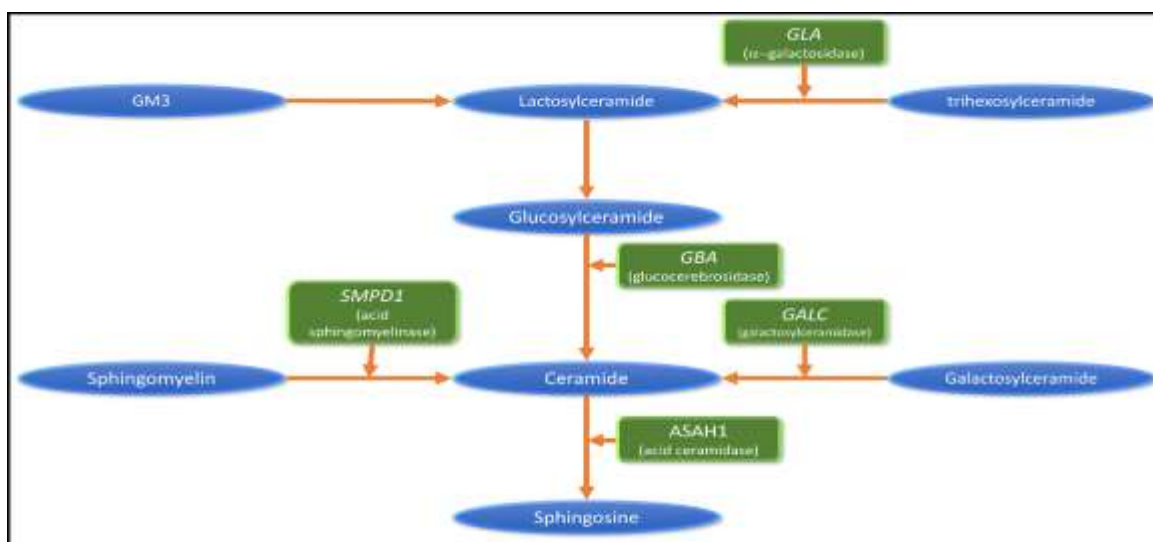 GLA
(α-galactosidase)
GM3
Lactosylceramide
trihexosylceramide
Glucosylceramide
GBA
(glucocerebrosidase)
SMPD1
(acid
sphingomyelinase)
GALC
(galactosylceramidase)
Sphingomyelin
Ceramide
Galactosylceramide
ASAH1
(acid ceramidase)
Sphingosine